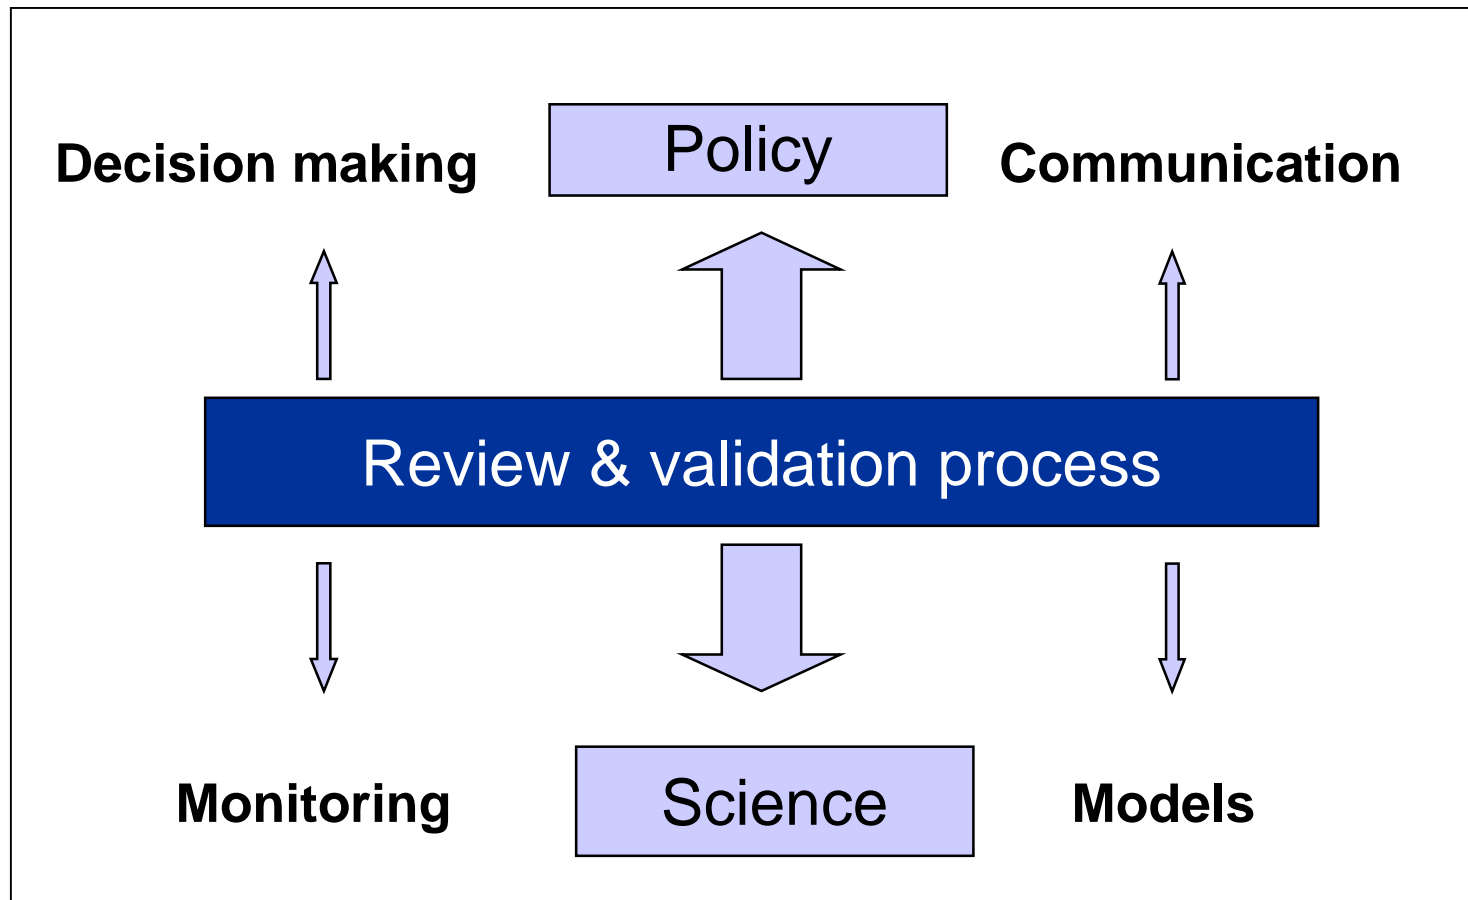 Policy
Decision making
Communication
Review & validation process
Monitoring
Science
Models